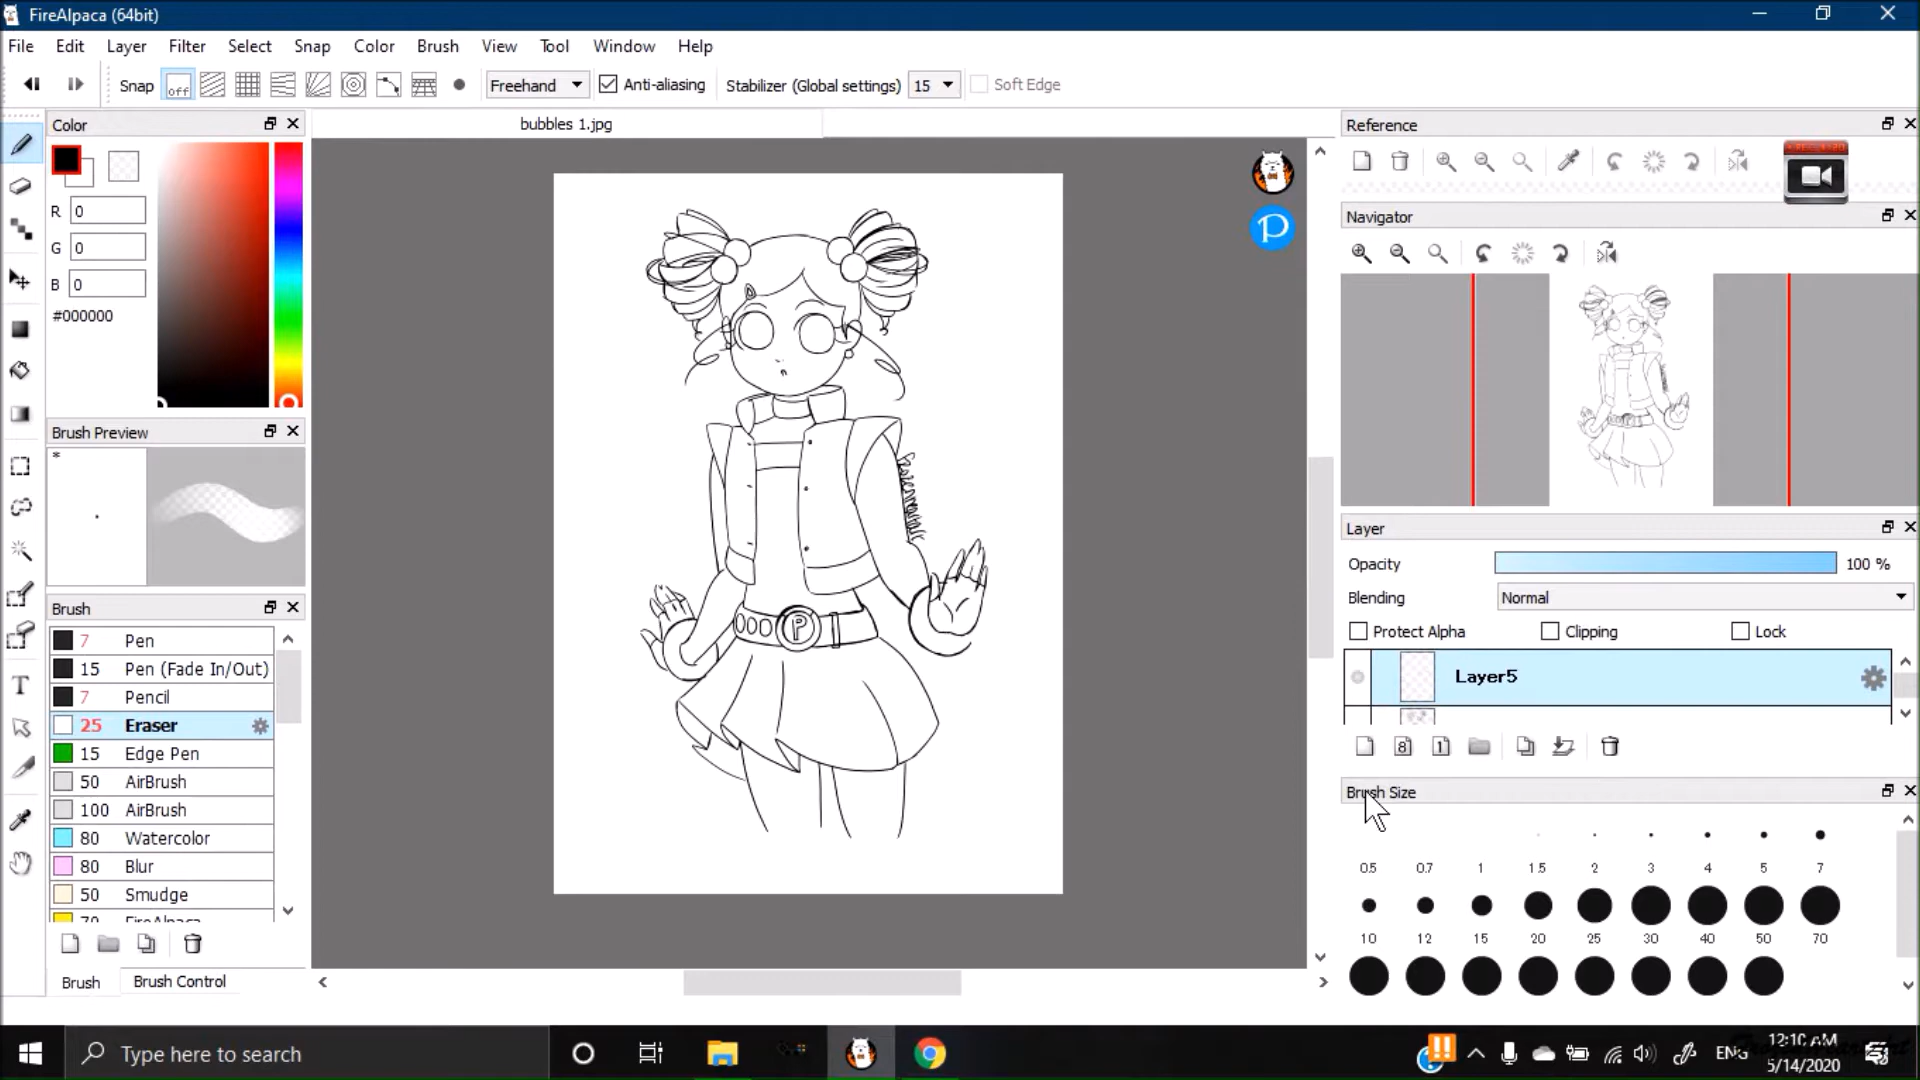 FireAlpaca (64bit)
File Edit Layer Filter Select Snap Color Brush View Tool Window Help
Snap off Freehand Anti-aliasing Stabilizer (Global settings) 15 Soft Edge
Color
bubbles 1.jpg
Reference
R 0
G 0
B 0
#000000
Navigator
Brush Preview
*
Layer
Opacity 100 %
Blending Normal
Protect Alpha Clipping Lock
Layer5
8 1
Brush
7 Pen
15 Pen (Fade In/Out)
7 Pencil
25 Eraser
15 Edge Pen
50 AirBrush
100 AirBrush
80 Watercolor
80 Blur
50 Smudge
70 FireAlpaca
Brush Brush Control
P
P
T
Brush Size
0.5 0.7 1 1.5 2 3 4 5 7
10 12 15 20 25 30 40 50 70
Type here to search
ENG
12:10 AM
5/14/2020